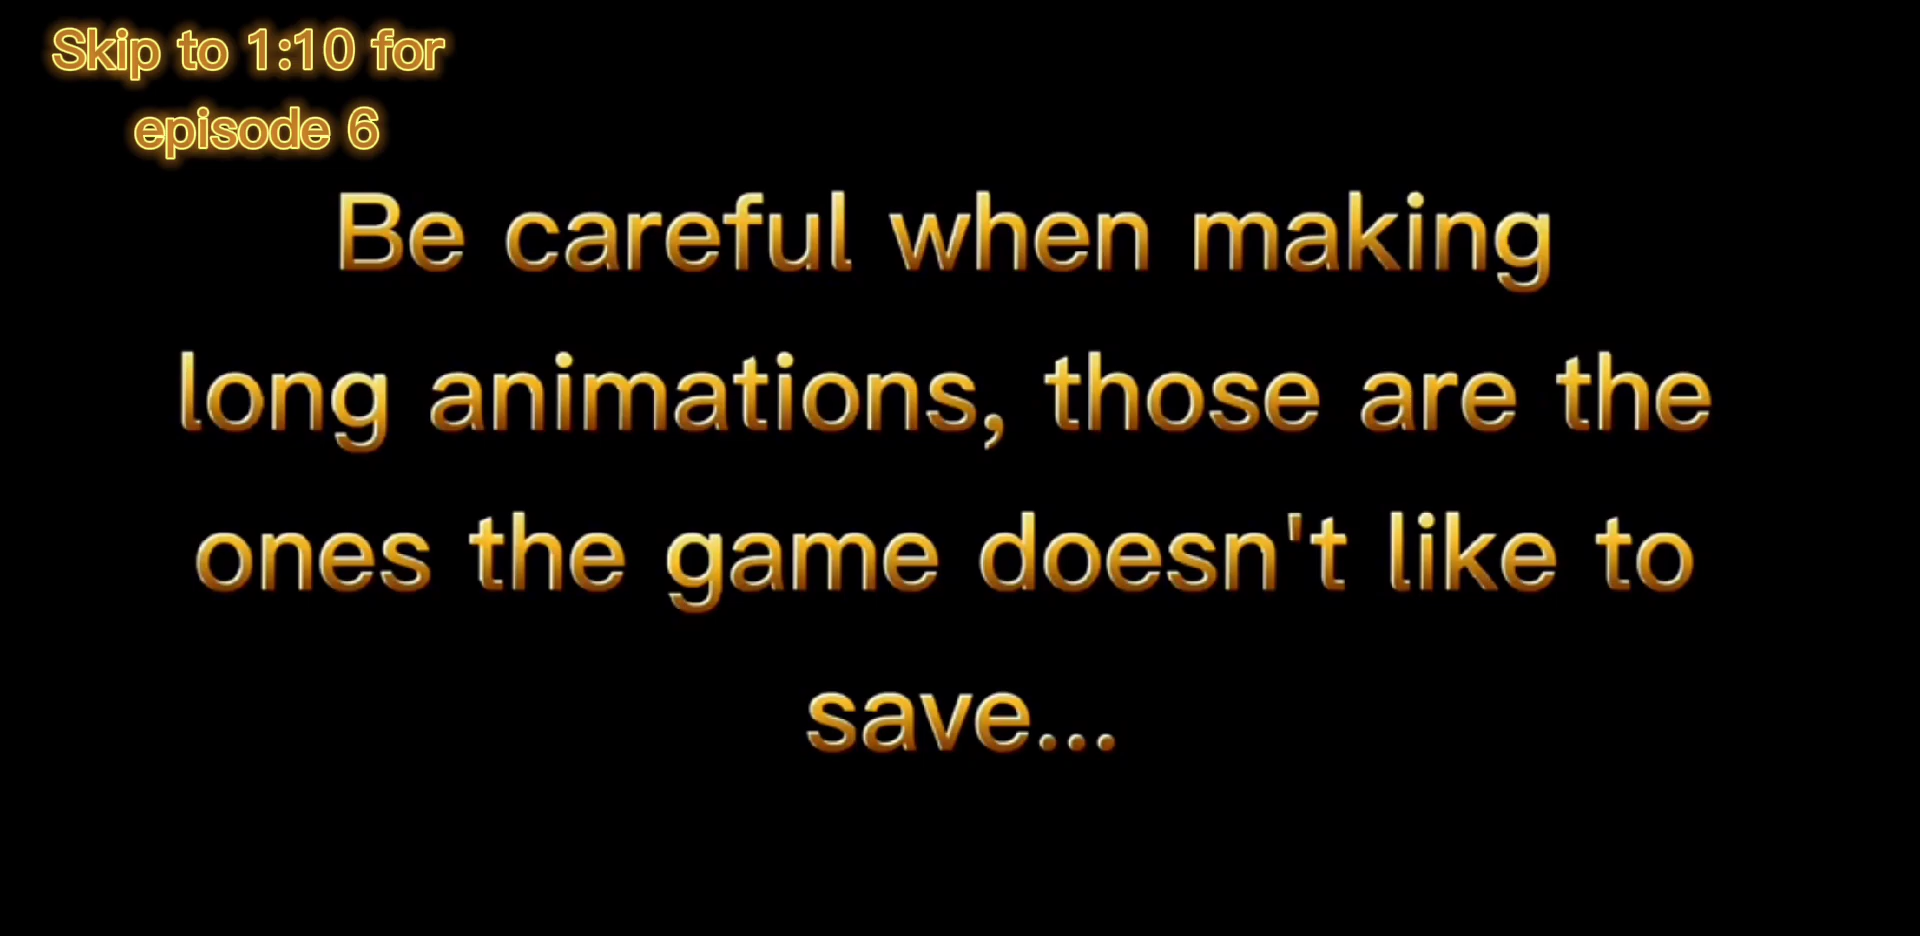 Skip to 1:10 for
episode 6
Be careful when making
long animations, those are the
ones the game doesn't like to
save...